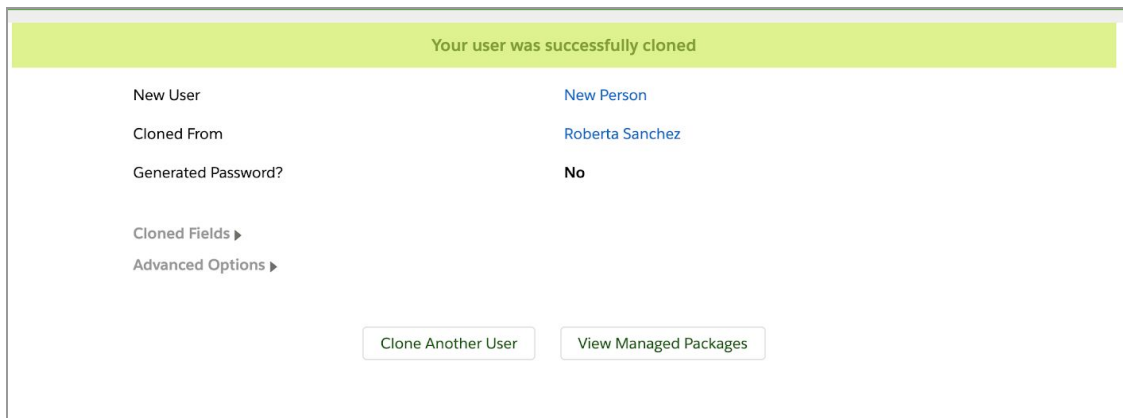 Your user was successfully cloned
New User New Person
Cloned From Roberta Sanchez
Generated Password? No
Cloned Fields
Advanced Options
Clone Another User View Managed Packages